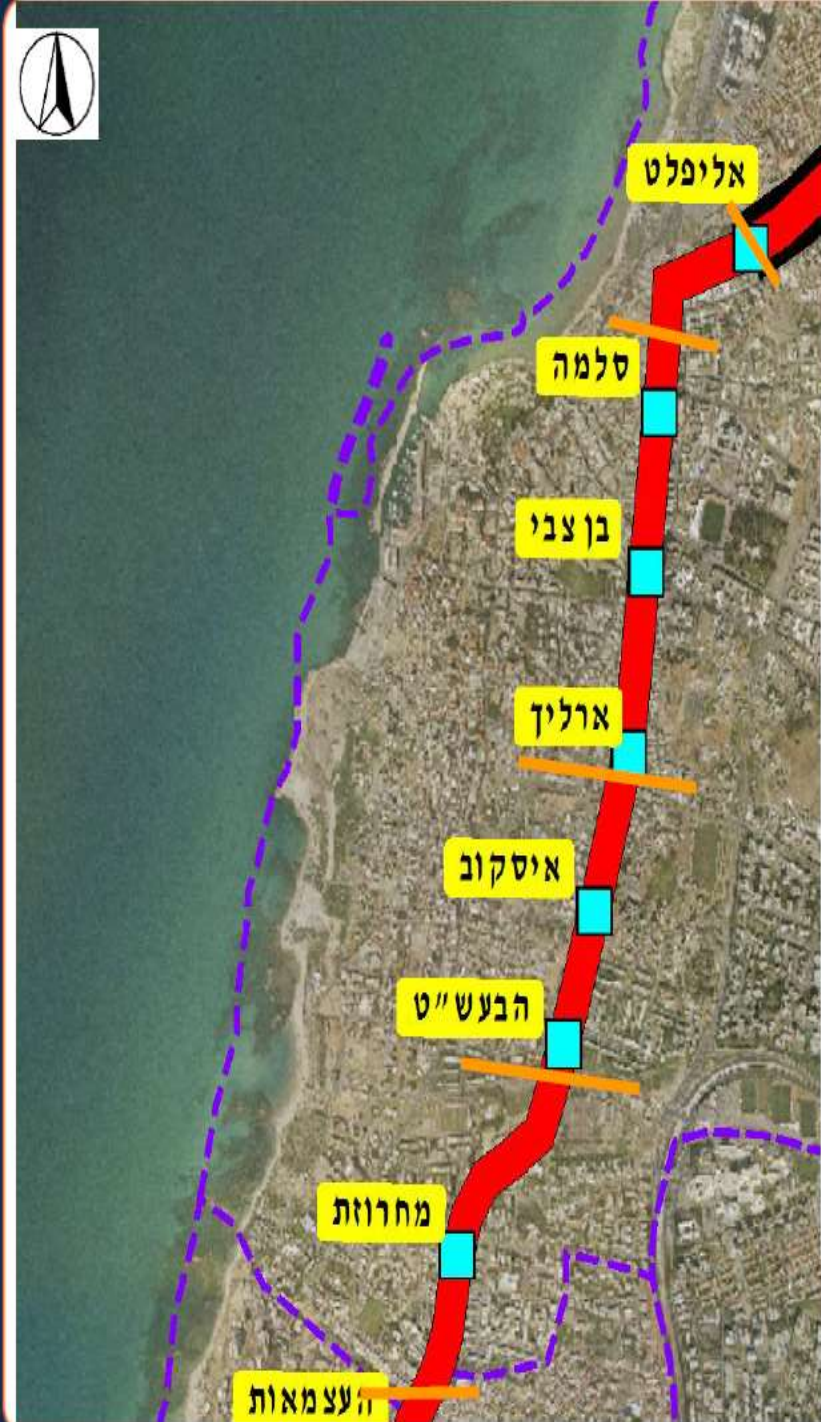 אליפלט
סלמה
בן צבי
ארליך
איסקוב
הבעש״ט
מחרוזת
העצמאות